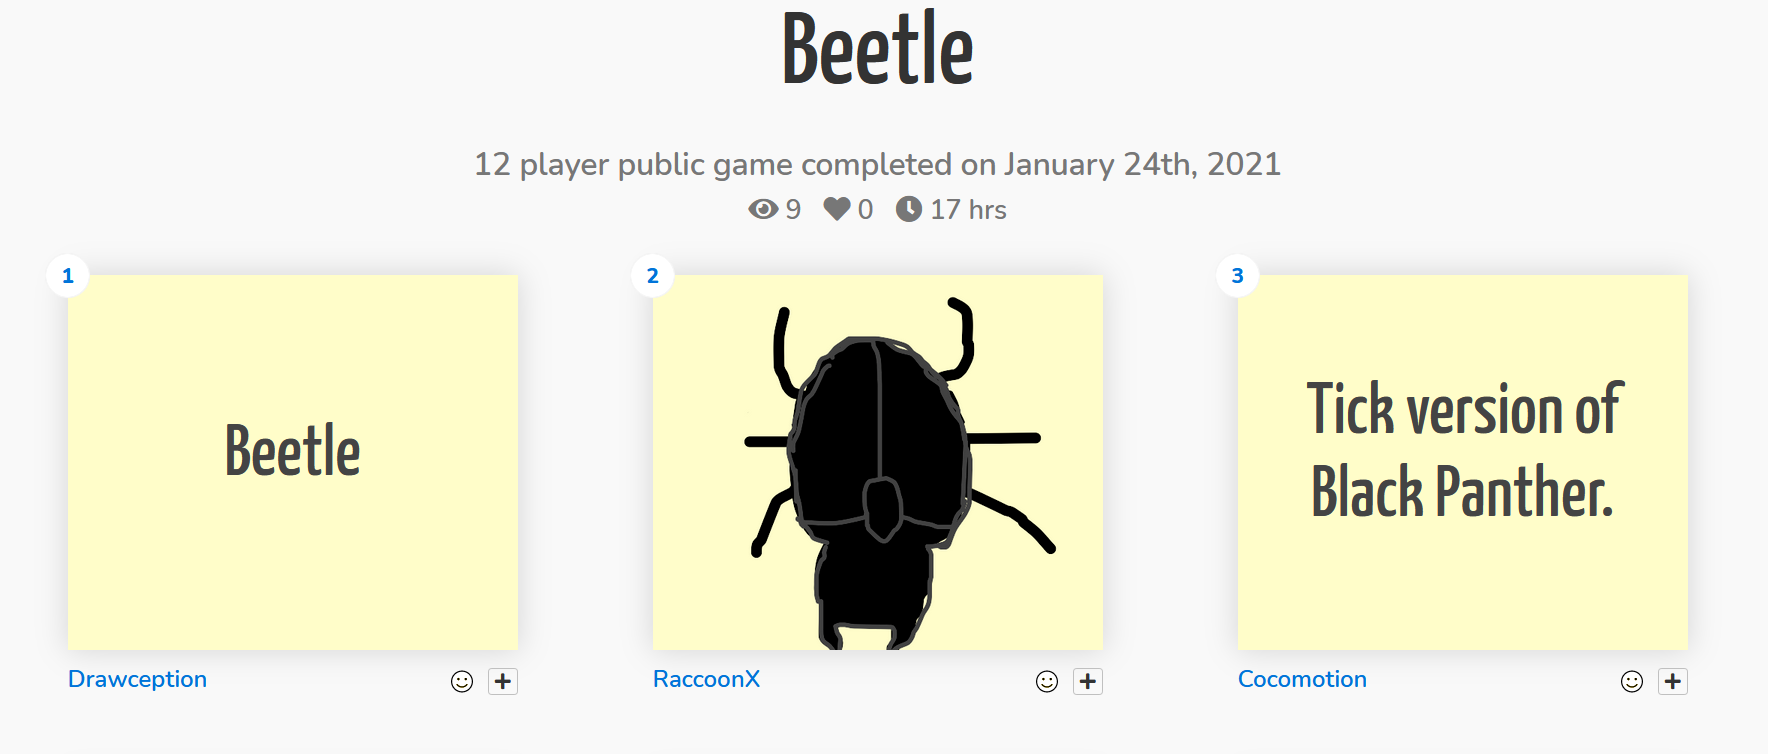 Beetle
12 player public game completed on January 24th, 2021
9 0 17 hrs
1
Beetle
Drawception
2
RaccoonX
3
Tick version of
Black Panther.
Cocomotion